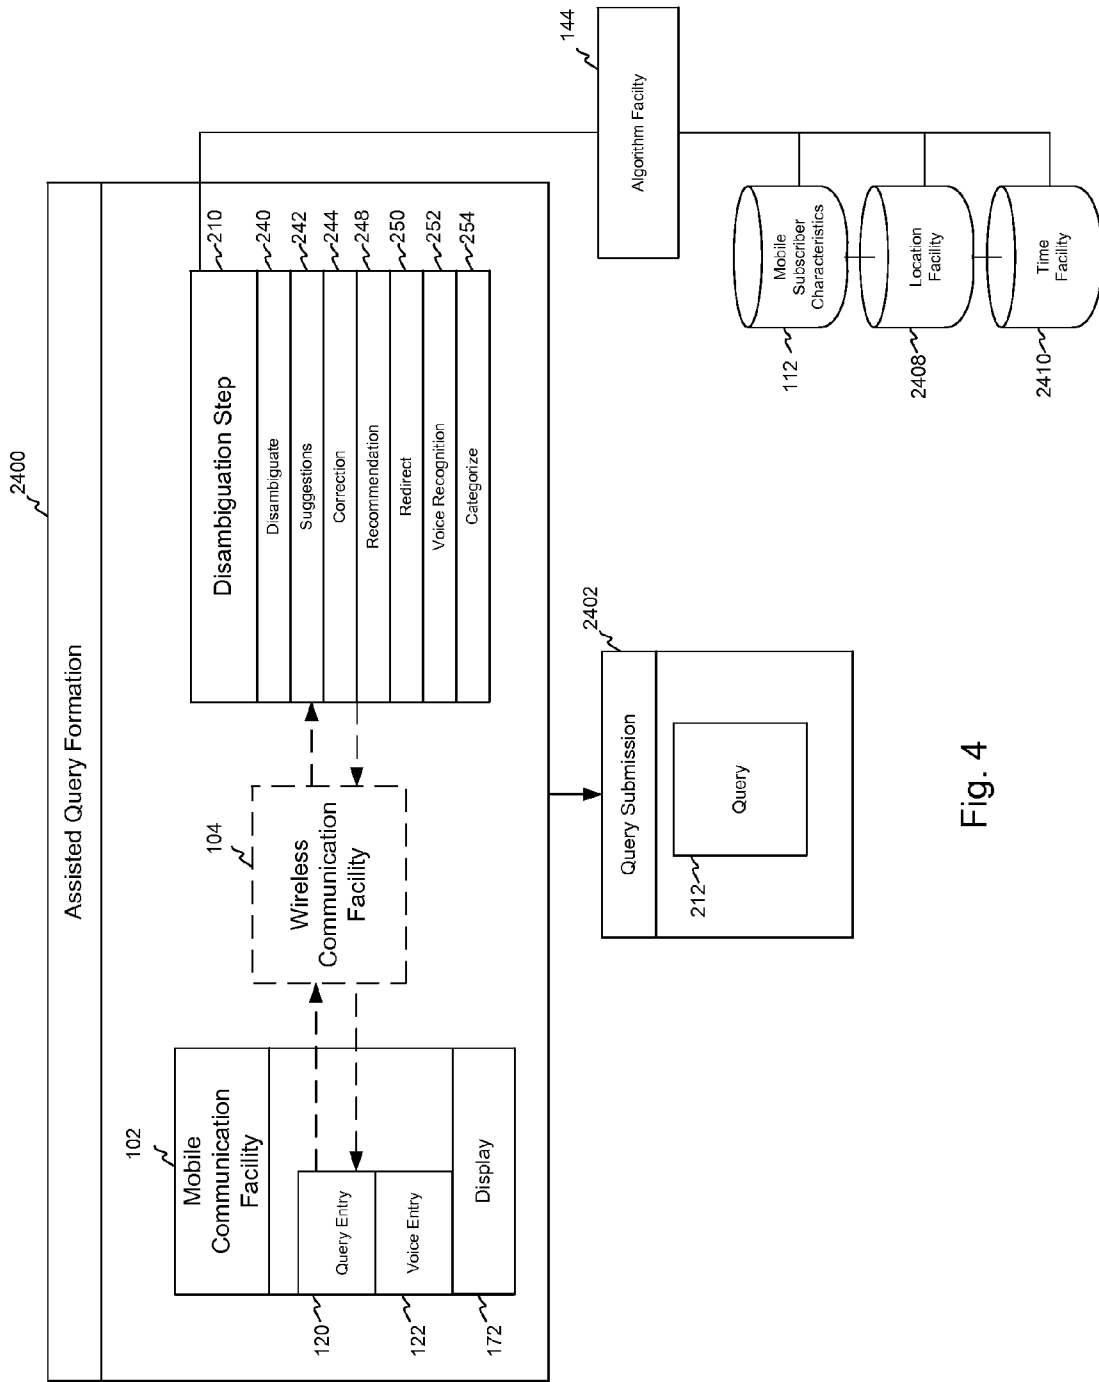 2400
Assisted Query Formation
102
Mobile
Communication
Facility
120
Query Entry
122
Voice Entry
172
Display
104
Wireless
Communication
Facility
Disambiguation Step
210
Disambiguate
240
Suggestions
242
Correction
244
Recommendation
248
Redirect
250
Voice Recognition
252
Categorize
254
144
Algorithm Facilty
Mobile
Subscriber
Characteristics
112
Location
Facility
2408
Time
Facility
2410
2402
Query Submission
Query
212
Fig. 4